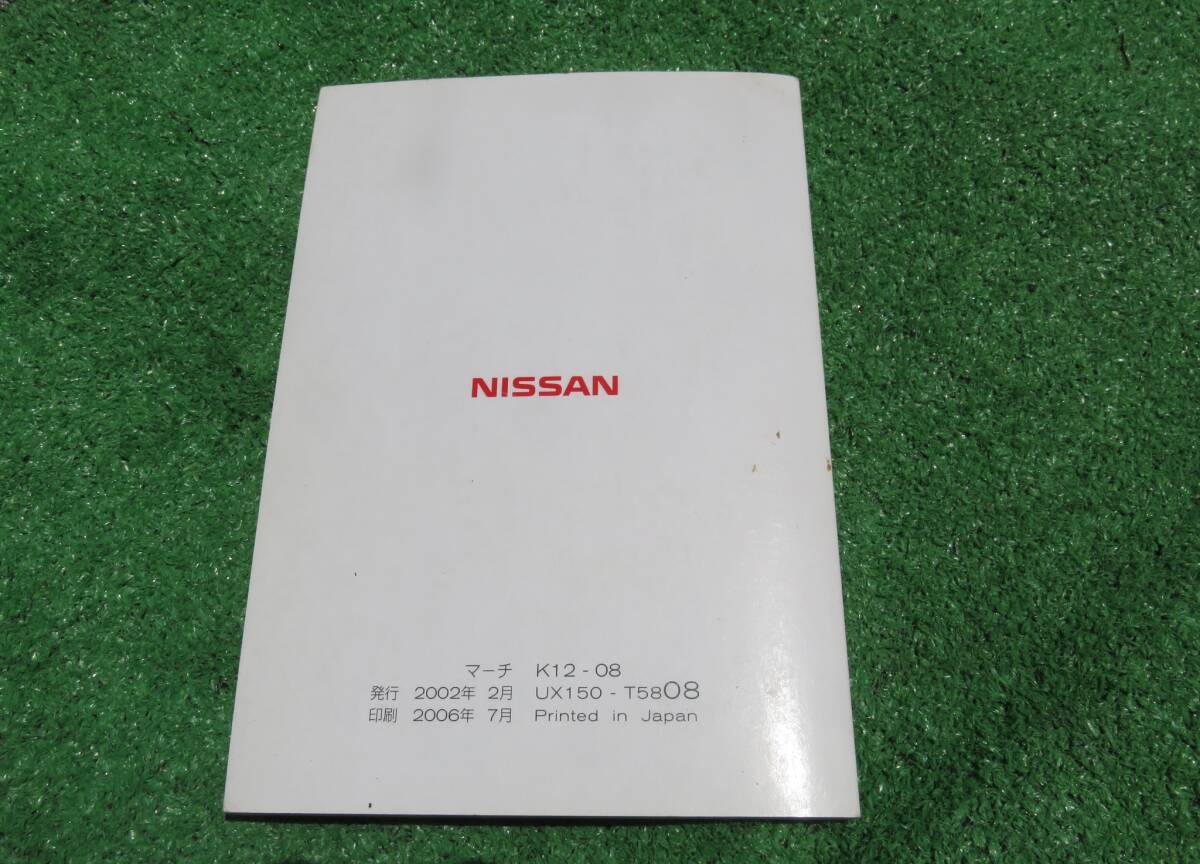 NISSAN
マーチ K12-08
発行 2002年 2月 UX150-T5808
印刷 2006年 7月 Printed in Japan